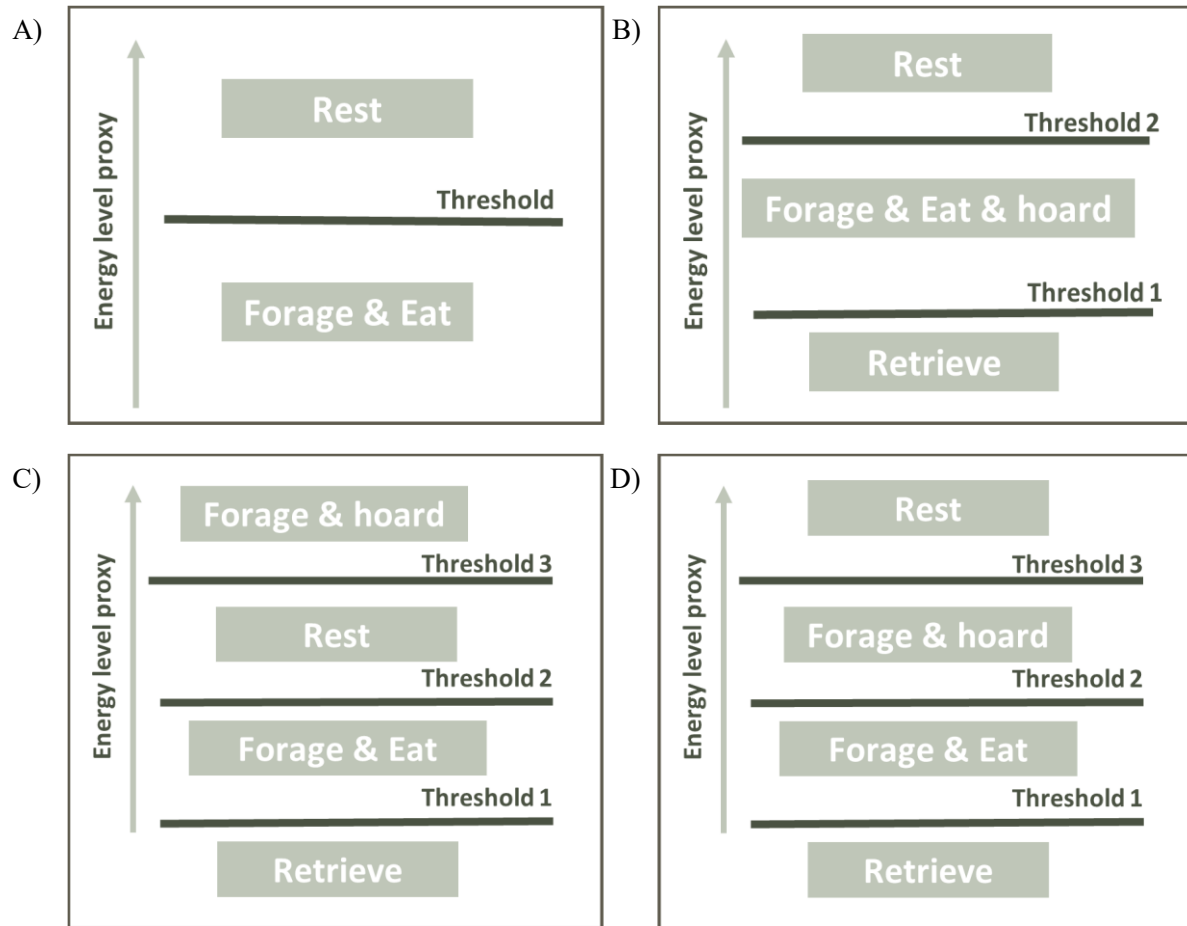 A)
Energy level proxy
Rest
Threshold
Forage & Eat
B)
Energy level proxy
Rest
Threshold 2
Forage & Eat & hoard
Threshold 1
Retrieve
C)
Energy level proxy
Forage & hoard
Threshold 3
Rest
Threshold 2
Forage & Eat
Threshold 1
Retrieve
D)
Energy level proxy
Rest
Threshold 3
Forage & hoard
Threshold 2
Forage & Eat
Threshold 1
Retrieve